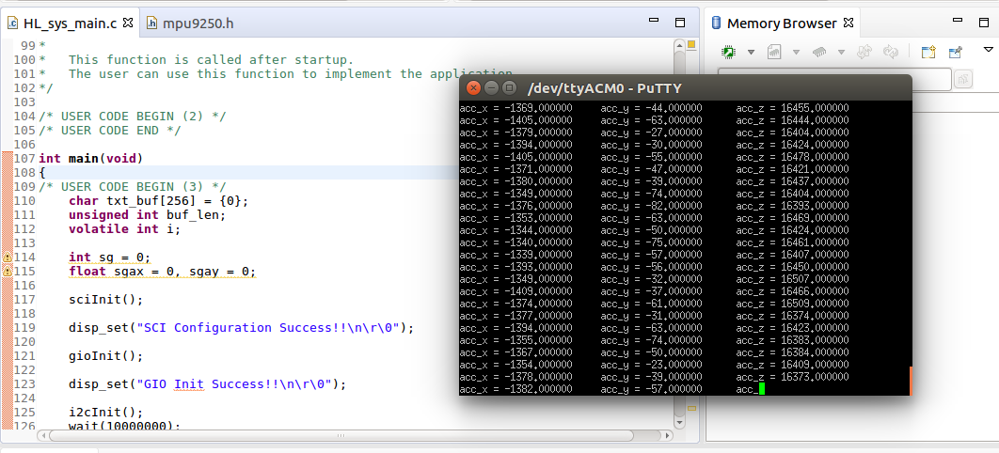 HL_sys_main.c
mpu9250.h
Memory Browser
99 *
100 *   This function is called after startup.
101 *   The user can use this function to implement the application.
102 */
103
104 /* USER CODE BEGIN (2) */
105 /* USER CODE END */
106
107 int main(void)
108 {
109 /* USER CODE BEGIN (3) */
110     char txt_buf[256] = {0};
111     unsigned int buf_len;
112     volatile int i;
113
114     int sg = 0;
115     float sgax = 0, sgay = 0;
116
117     sciInit();
118
119     disp_set("SCI Configuration Success!!\n\r\0");
120
121     gioInit();
122
123     disp_set("GIO Init Success!!\n\r\0");
124
125     i2cInit();
126     wait(10000000);
/dev/ttyACM0 - PuTTY
acc_x = -1369.000000     acc_y = -44.000000     acc_z = 16455.000000
acc_x = -1405.000000     acc_y = -63.000000     acc_z = 16444.000000
acc_x = -1379.000000     acc_y = -27.000000     acc_z = 16404.000000
acc_x = -1394.000000     acc_y = -30.000000     acc_z = 16424.000000
acc_x = -1405.000000     acc_y = -55.000000     acc_z = 16478.000000
acc_x = -1371.000000     acc_y = -47.000000     acc_z = 16421.000000
acc_x = -1380.000000     acc_y = -39.000000     acc_z = 16437.000000
acc_x = -1349.000000     acc_y = -74.000000     acc_z = 16404.000000
acc_x = -1376.000000     acc_y = -82.000000     acc_z = 16393.000000
acc_x = -1353.000000     acc_y = -63.000000     acc_z = 16469.000000
acc_x = -1344.000000     acc_y = -50.000000     acc_z = 16424.000000
acc_x = -1340.000000     acc_y = -75.000000     acc_z = 16461.000000
acc_x = -1339.000000     acc_y = -57.000000     acc_z = 16407.000000
acc_x = -1393.000000     acc_y = -56.000000     acc_z = 16450.000000
acc_x = -1349.000000     acc_y = -32.000000     acc_z = 16507.000000
acc_x = -1409.000000     acc_y = -37.000000     acc_z = 16466.000000
acc_x = -1374.000000     acc_y = -61.000000     acc_z = 16509.000000
acc_x = -1377.000000     acc_y = -31.000000     acc_z = 16374.000000
acc_x = -1394.000000     acc_y = -63.000000     acc_z = 16423.000000
acc_x = -1355.000000     acc_y = -74.000000     acc_z = 16383.000000
acc_x = -1367.000000     acc_y = -50.000000     acc_z = 16384.000000
acc_x = -1354.000000     acc_y = -23.000000     acc_z = 16409.000000
acc_x = -1378.000000     acc_y = -39.000000     acc_z = 16373.000000
acc_x = -1382.000000     acc_y = -57.000000     acc_